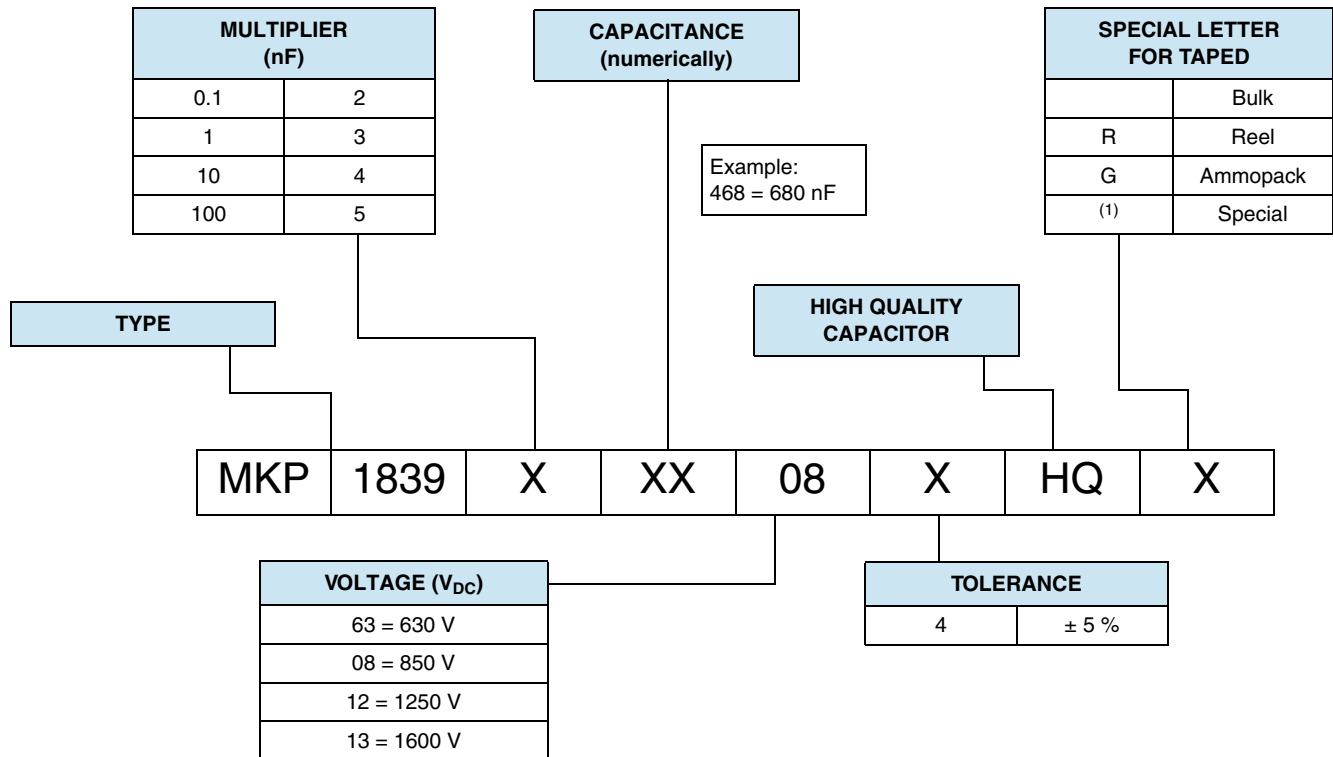 MULTIPLIER
(nF)
0.1 2
1 3
10 4
100 5
CAPACITANCE
(numerically)
Example:
468 = 680 nF
SPECIAL LETTER
FOR TAPED
Bulk
R Reel
G Ammopack
(1) Special
TYPE
HIGH QUALITY
CAPACITOR
MKP 1839 X XX 08 X HQ X
VOLTAGE (VDC)
63 = 630 V
08 = 850 V
12 = 1250 V
13 = 1600 V
TOLERANCE
4 ± 5 %